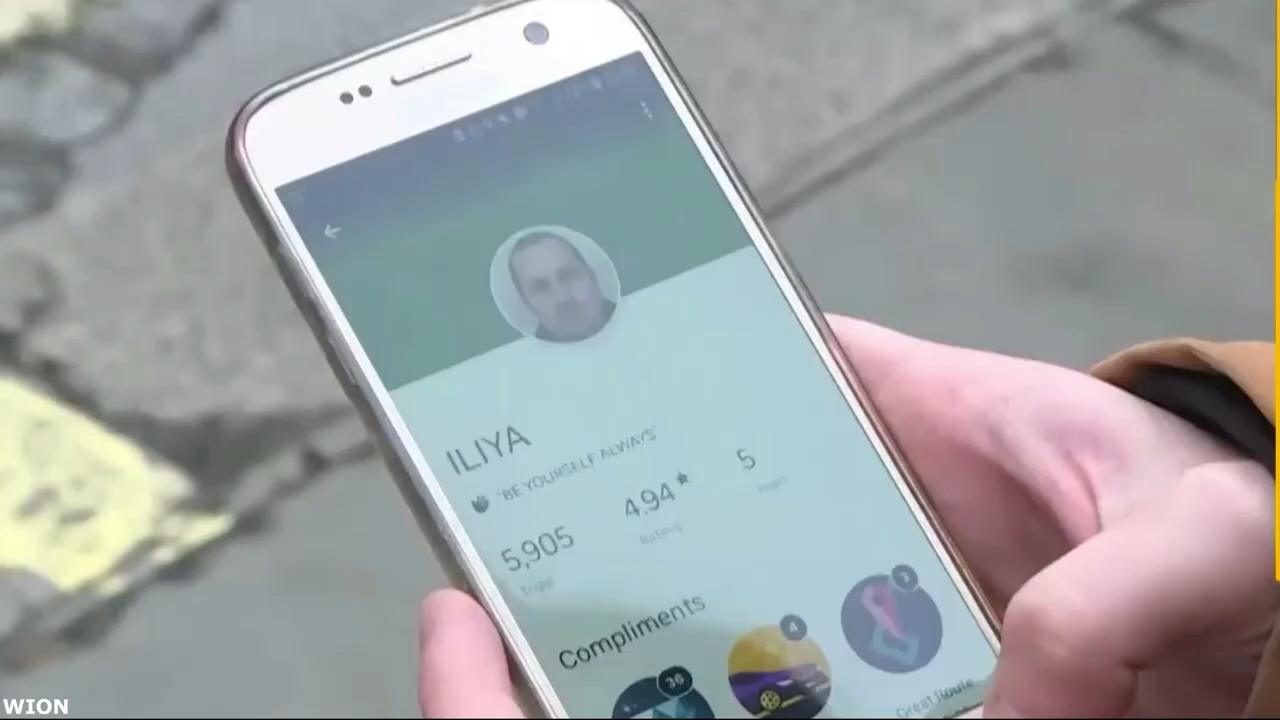 ILIYA
"BE YOURSELF ALWAYS"
5,905
4.94★
5
Trips
Rating
Compliments
36
4
3
Great Route
WION